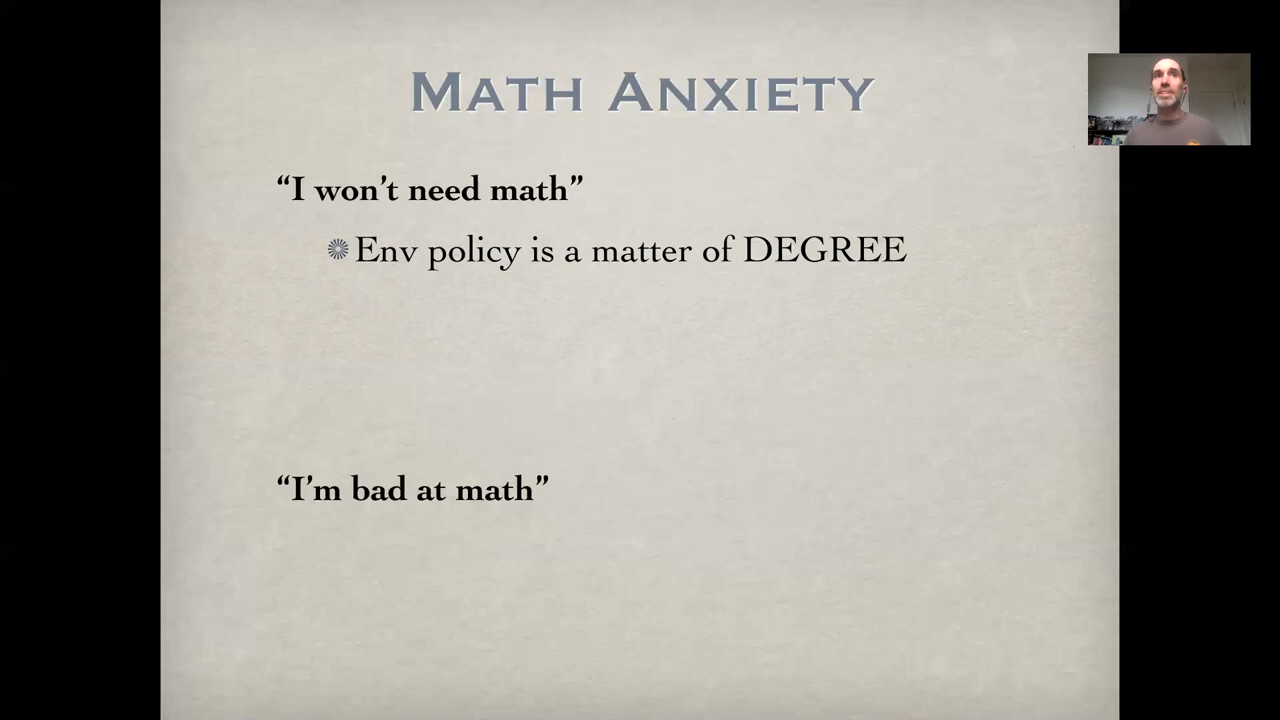 Math Anxiety
“I won’t need math”
Env policy is a matter of DEGREE
“I’m bad at math”